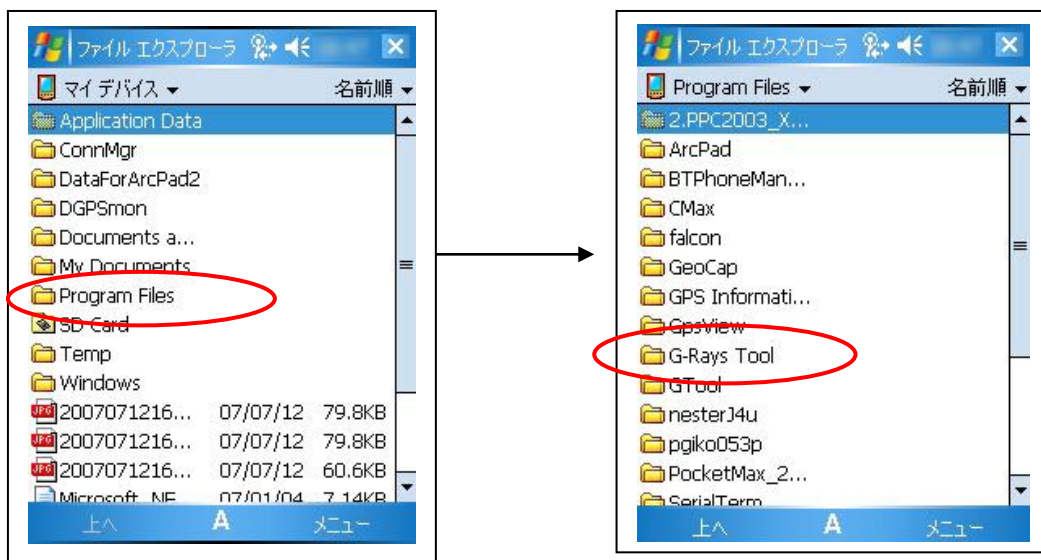 ファイル エクスプローラ
マイ デバイス 名前順
Application Data
ConnMgr
DataForArcPad2
DGPSmon
Documents a...
My Documents
Program Files
SD Card
Temp
Windows
2007071216... 07/07/12 79.8KB
2007071216... 07/07/12 79.8KB
2007071216... 07/07/12 60.6KB
Microsoft .NE 07/01/04 7.14KB
上へ A メニュー
ファイル エクスプローラ
Program Files 名前順
2.PPC2003_X...
ArcPad
BTPhoneMan...
CMax
falcon
GeoCap
GPS Informati...
GpsView
G-Rays Tool
GTool
nesterJ4u
pgiko053p
PocketMax_2...
SerialTerm
上へ A メニュー